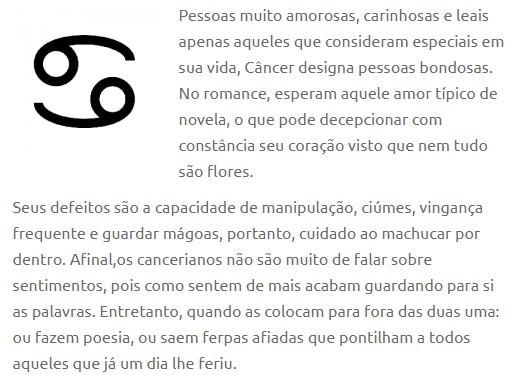 Pessoas muito amorosas, carinhosas e leais
apenas aqueles que consideram especiais em
sua vida, Câncer designa pessoas bondosas.
No romance, esperam aquele amor típico de
novela, o que pode decepcionar com
constância seu coração visto que nem tudo
são flores.
Seus defeitos são a capacidade de manipulação, ciúmes, vingança
frequente e guardar mágoas, portanto, cuidado ao machucar por
dentro. Afinal,os cancerianos não são muito de falar sobre
sentimentos, pois como sentem de mais acabam guardando para si
as palavras. Entretanto, quando as colocam para fora das duas uma:
ou fazem poesia, ou saem ferpas afiadas que pontilham a todos
aqueles que já um dia lhe feriu.